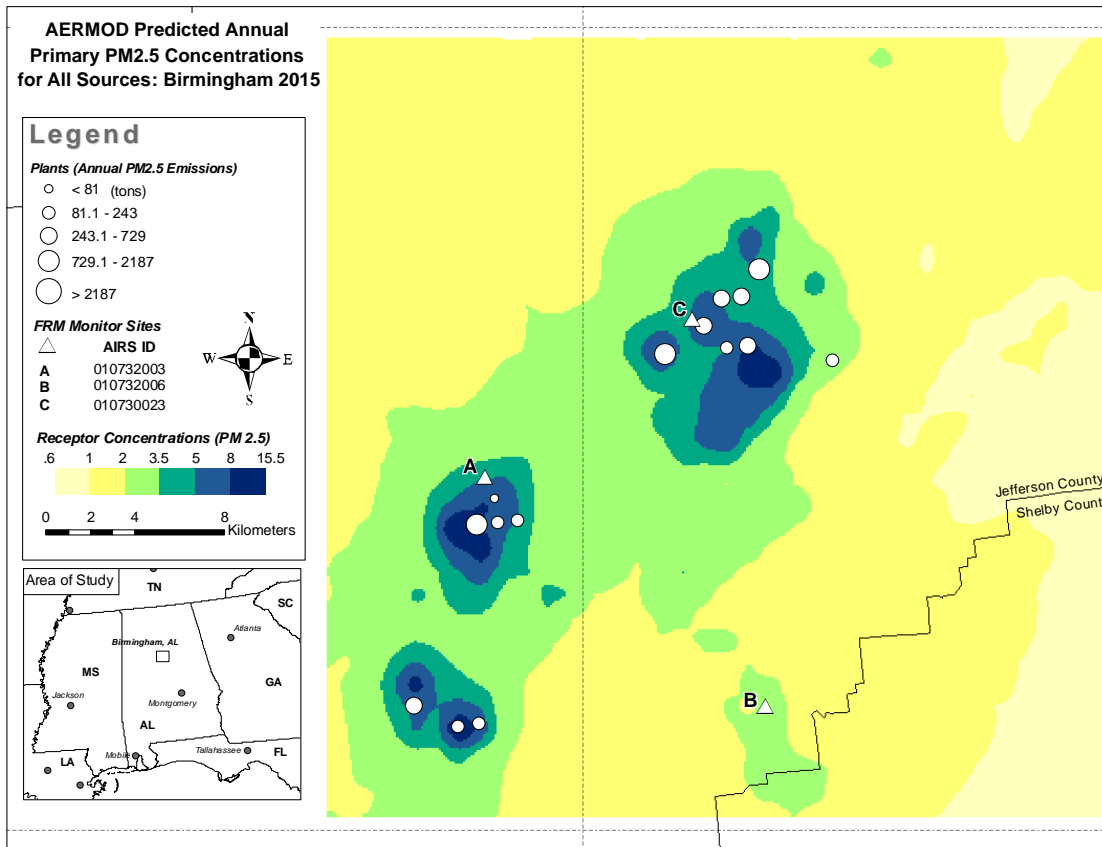 AERMOD Predicted Annual
Primary PM2.5 Concentrations
for All Sources: Birmingham 2015
Legend
Plants (Annual PM2.5 Emissions)
< 81 (tons)
81.1 - 243
243.1 - 729
729.1 - 2187
> 2187
FRM Monitor Sites
AIRS ID
A 010732003
B 010732006
C 010730023
N
W E
S
Receptor Concentrations (PM 2.5)
.6 1 2 3.5 5 8 15.5
0 2 4 8 Kilometers
Area of Study
TN
SC
Atlanta
Birmingham, AL
MS
GA
Jackson
Montgomery
AL
Mobile
Tallahassee
FL
LA
C
A
B
Jefferson County
Shelby Count